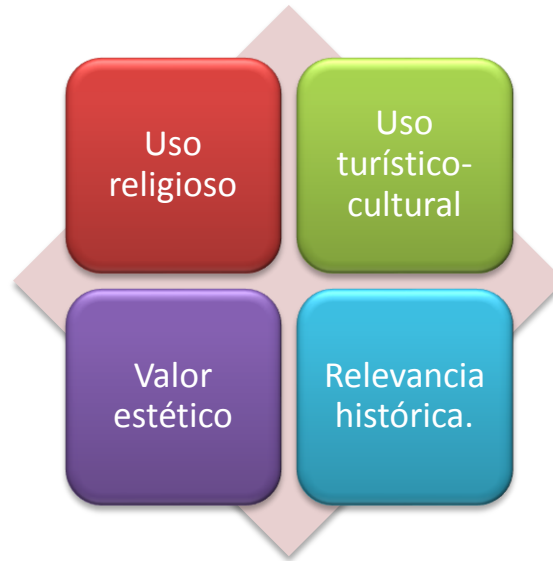 Uso
religioso
Uso
turístico-
cultural
Valor
estético
Relevancia
histórica.